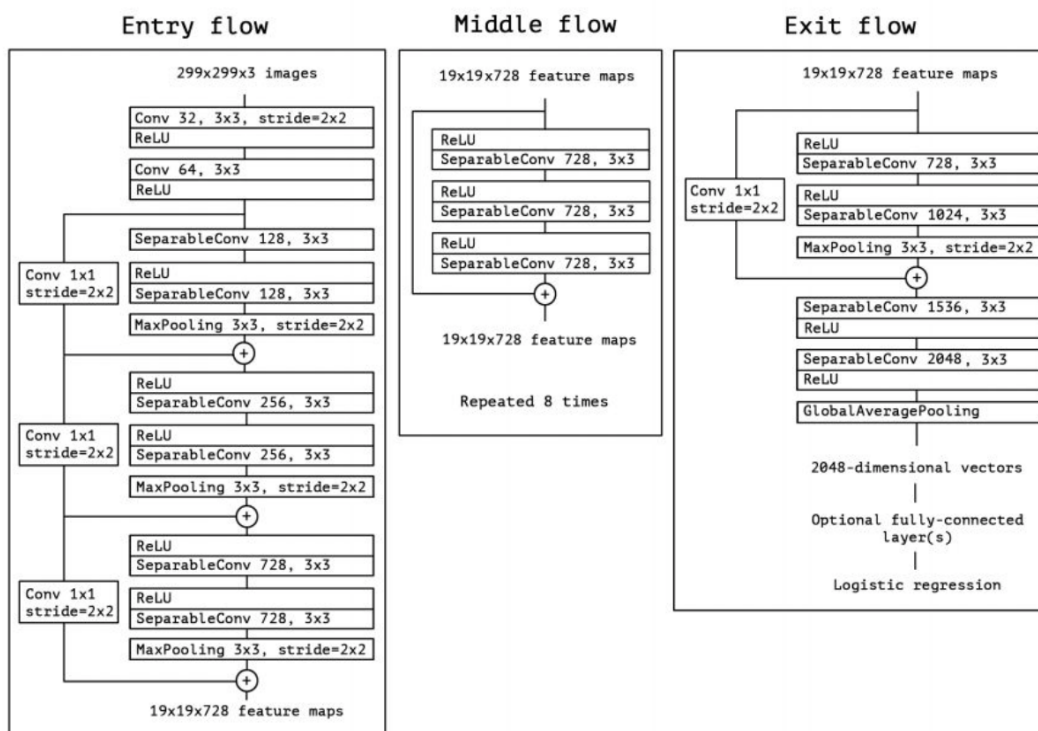 Entry flow
299x299x3 images
Conv 32, 3x3, stride=2x2
ReLU
Conv 64, 3x3
ReLU
SeparableConv 128, 3x3
Conv 1x1
stride=2x2
ReLU
SeparableConv 128, 3x3
MaxPooling 3x3, stride=2x2
+
ReLU
SeparableConv 256, 3x3
Conv 1x1
stride=2x2
ReLU
SeparableConv 256, 3x3
MaxPooling 3x3, stride=2x2
+
ReLU
SeparableConv 728, 3x3
Conv 1x1
stride=2x2
ReLU
SeparableConv 728, 3x3
MaxPooling 3x3, stride=2x2
+
19x19x728 feature maps
Middle flow
19x19x728 feature maps
ReLU
SeparableConv 728, 3x3
ReLU
SeparableConv 728, 3x3
ReLU
SeparableConv 728, 3x3
+
19x19x728 feature maps
Repeated 8 times
Exit flow
19x19x728 feature maps
ReLU
SeparableConv 728, 3x3
Conv 1x1
stride=2x2
ReLU
SeparableConv 1024, 3x3
MaxPooling 3x3, stride=2x2
+
SeparableConv 1536, 3x3
ReLU
SeparableConv 2048, 3x3
ReLU
GlobalAveragePooling
2048-dimensional vectors
Optional fully-connected
layer(s)
Logistic regression